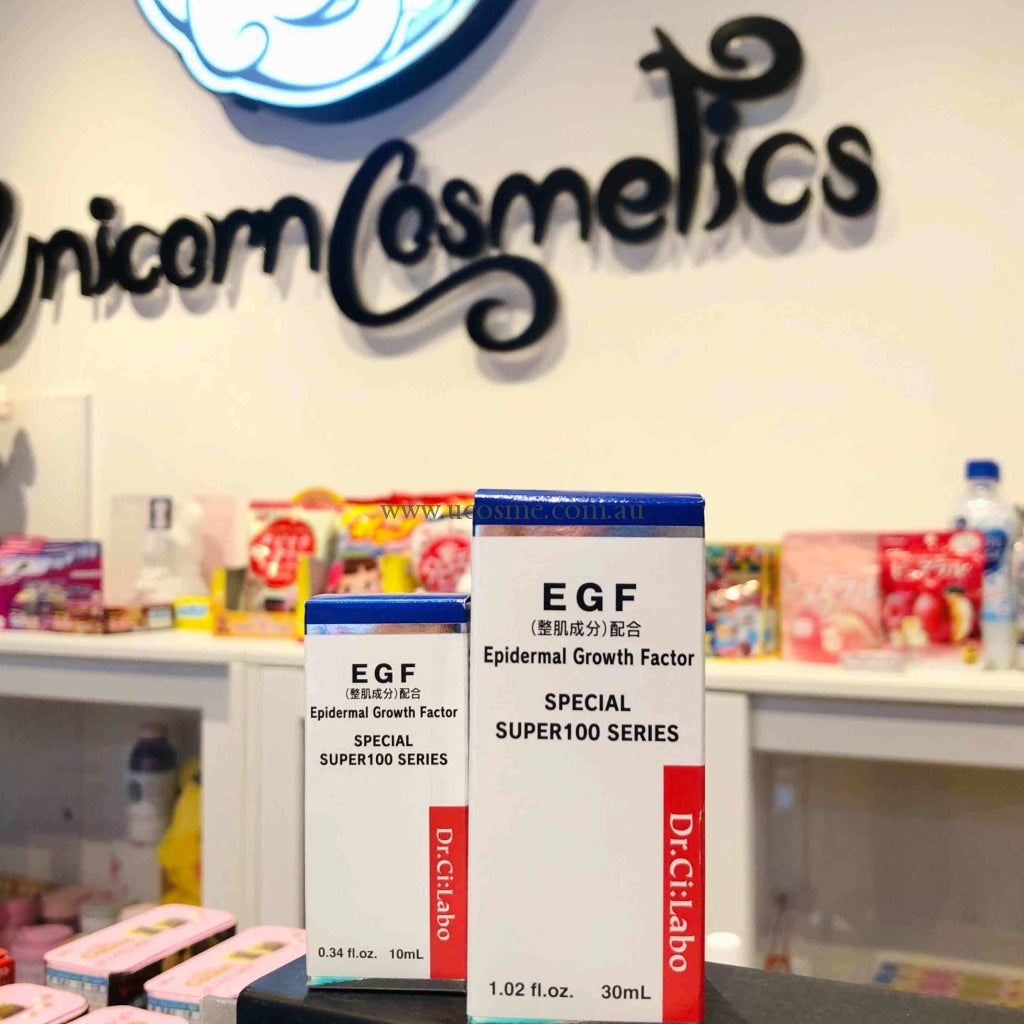 Unicorn Cosmetics
www.ucosme.com.au
EGF
(整肌成分)配合
Epidermal Growth Factor
SPECIAL
SUPER100 SERIES
Dr.Ci:Labo
0.34 fl.oz. 10mL
EGF
(整肌成分)配合
Epidermal Growth Factor
SPECIAL
SUPER100 SERIES
Dr.Ci:Labo
1.02 fl.oz. 30mL